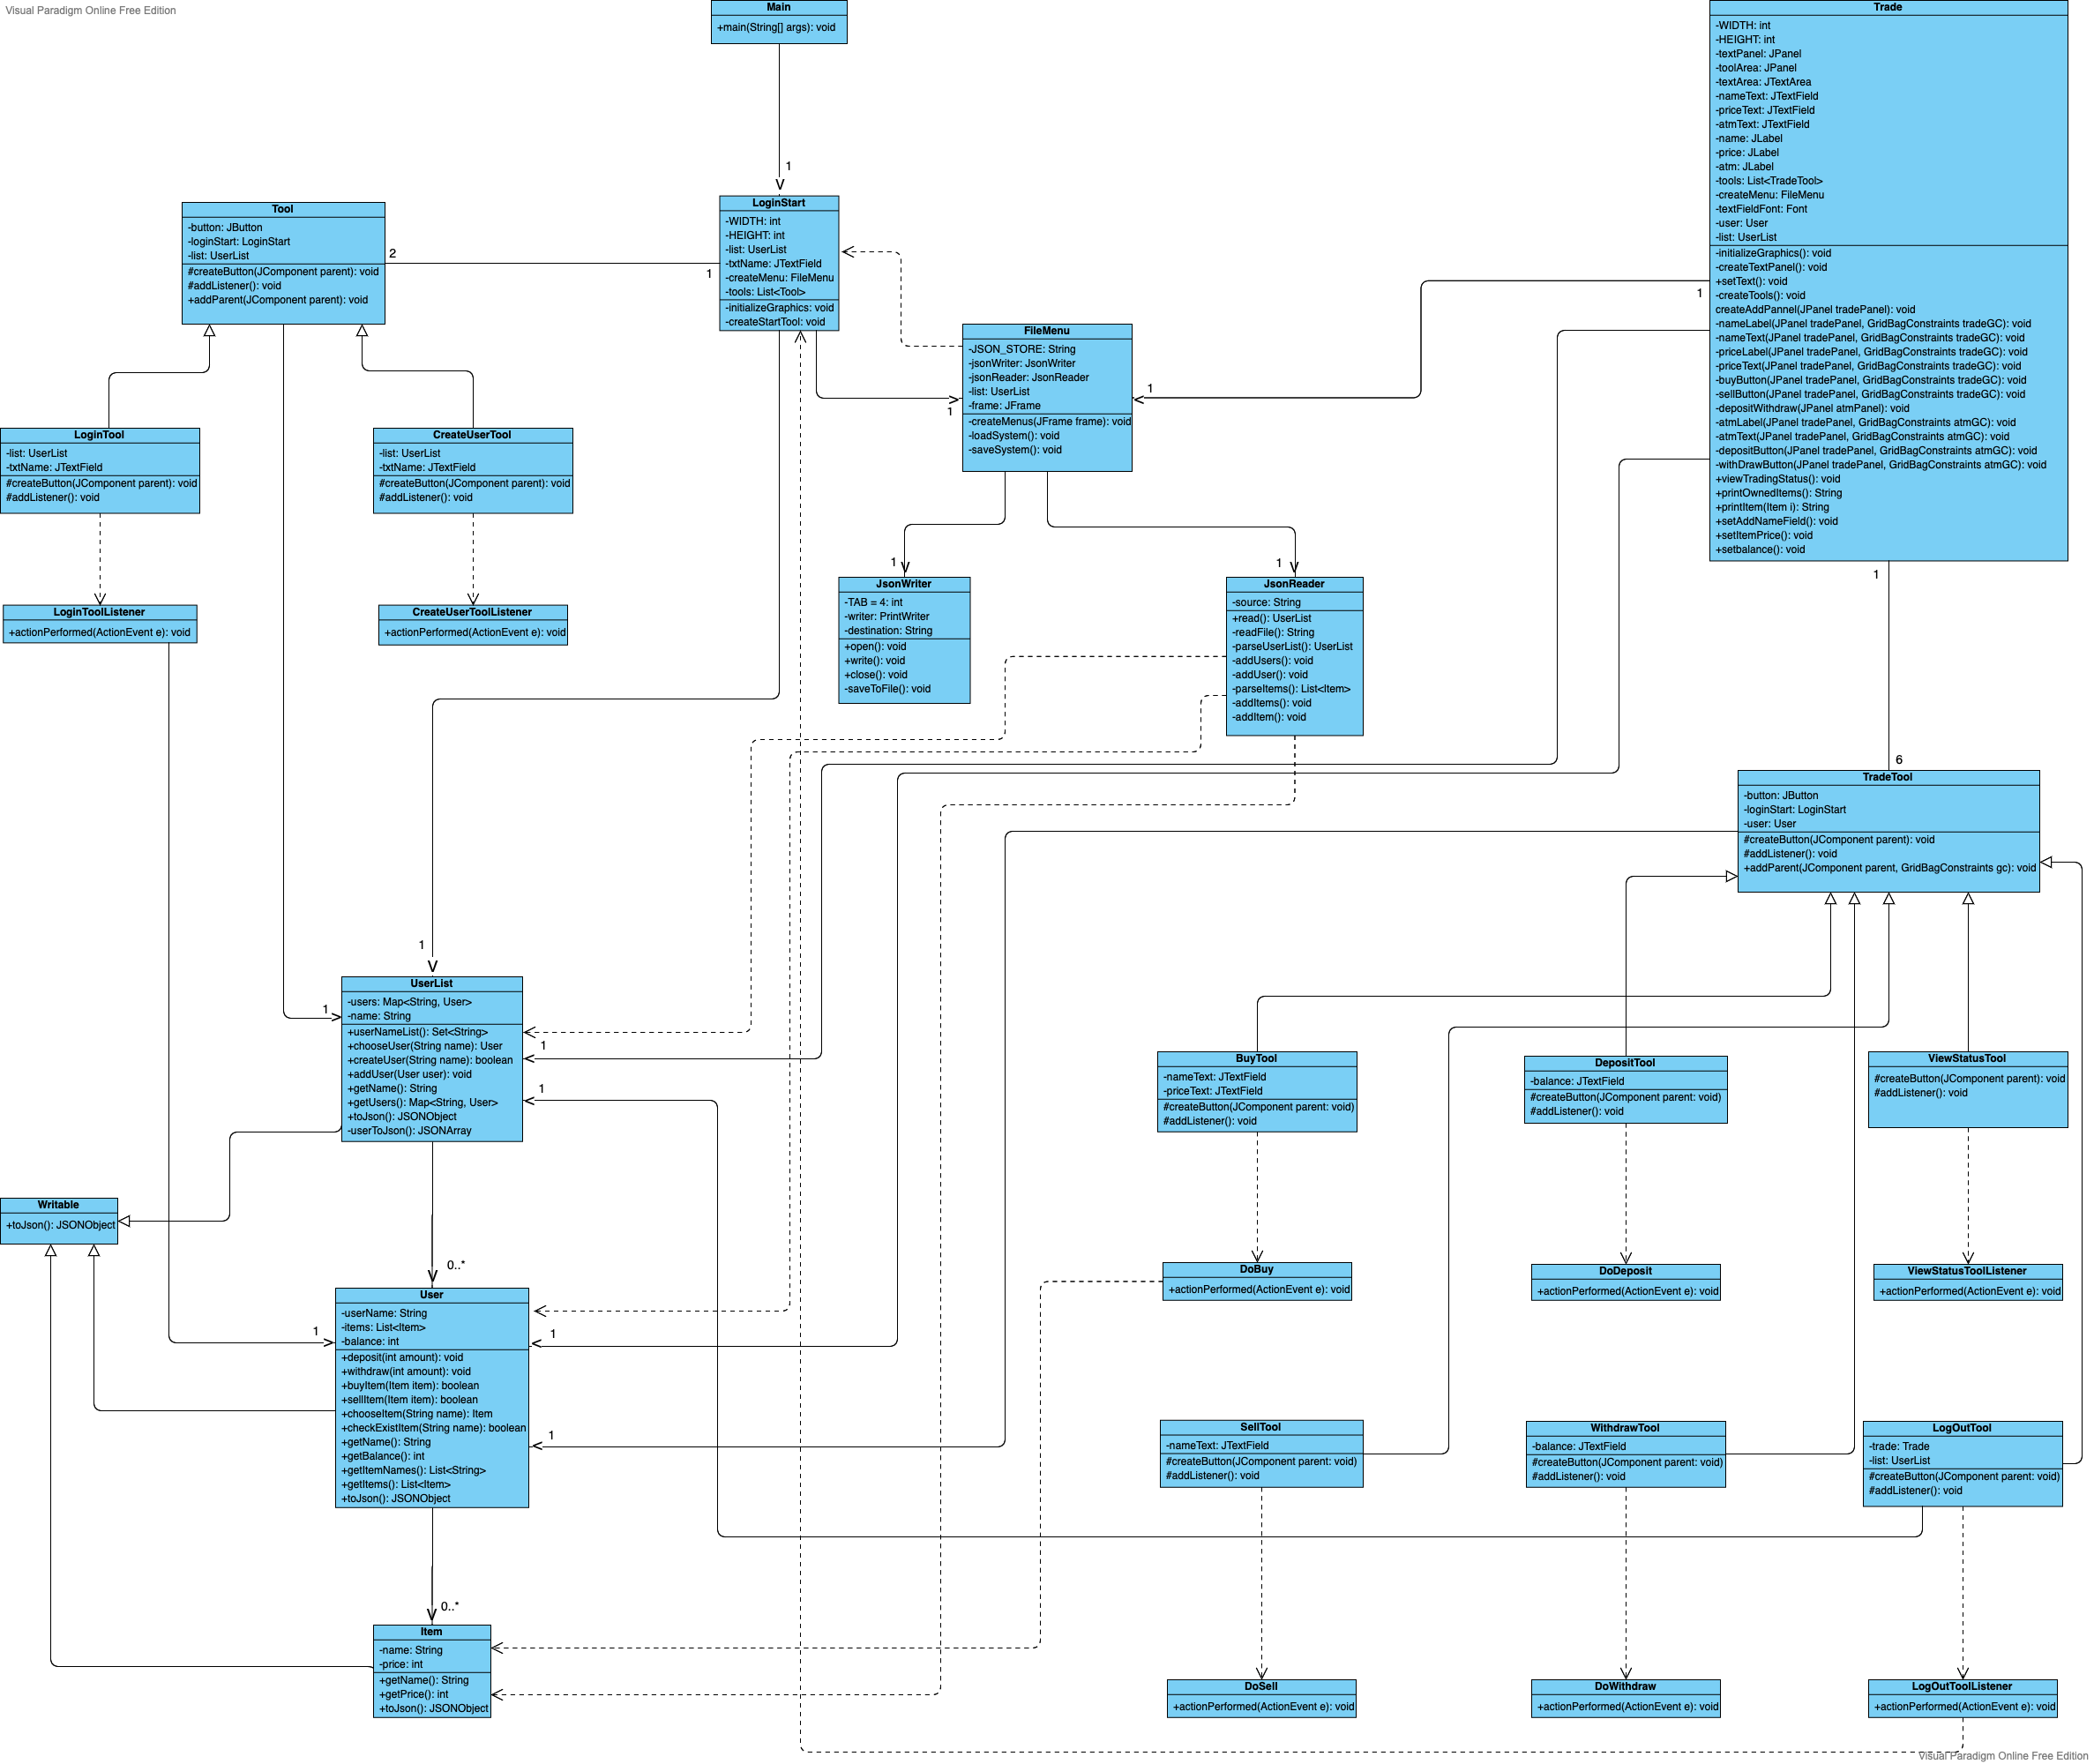 Visual Paradigm Online Free Edition
Main
+main(String[] args): void
1
Trade
-WIDTH: int
-HEIGHT: int
-textPanel: JPanel
-toolArea: JPanel
-textArea: JTextArea
-nameText: JTextField
-priceText: JTextField
-atmText: JTextField
-name: JLabel
-price: JLabel
-atm: JLabel
-tools: List<TradeTool>
-createMenu: FileMenu
-textFieldFont: Font
-user: User
-list: UserList
-initializeGraphics(): void
-createTextPanel(): void
+setText(): void
-createTools(): void
createAddPannel(JPanel tradePanel): void
-nameLabel(JPanel tradePanel, GridBagConstraints tradeGC): void
-nameText(JPanel tradePanel, GridBagConstraints tradeGC): void
-priceLabel(JPanel tradePanel, GridBagConstraints tradeGC): void
-priceText(JPanel tradePanel, GridBagConstraints tradeGC): void
-buyButton(JPanel tradePanel, GridBagConstraints tradeGC): void
-sellButton(JPanel tradePanel, GridBagConstraints tradeGC): void
-depositWithdraw(JPanel atmPanel): void
-atmLabel(JPanel tradePanel, GridBagConstraints atmGC): void
-atmText(JPanel tradePanel, GridBagConstraints atmGC): void
-depositButton(JPanel tradePanel, GridBagConstraints atmGC): void
-withDrawButton(JPanel tradePanel, GridBagConstraints atmGC): void
+viewTradingStatus(): void
+printOwnedItems(): String
+printItem(Item i): String
+setAddNameField(): void
+setItemPrice(): void
+setbalance(): void
1
1
6
Tool
-button: JButton
-loginStart: LoginStart
-list: UserList
#createButton(JComponent parent): void
#addListener(): void
+addParent(JComponent parent): void
2
1
LoginStart
-WIDTH: int
-HEIGHT: int
-list: UserList
-txtName: JTextField
-createMenu: FileMenu
-tools: List<Tool>
-initializeGraphics: void
-createStartTool: void
FileMenu
-JSON_STORE: String
-jsonWriter: JsonWriter
-jsonReader: JsonReader
-list: UserList
-frame: JFrame
-createMenus(JFrame frame): void
-loadSystem(): void
-saveSystem(): void
1
1
LoginTool
-list: UserList
-txtName: JTextField
#createButton(JComponent parent): void
#addListener(): void
CreateUserTool
-list: UserList
-txtName: JTextField
#createButton(JComponent parent): void
#addListener(): void
LoginToolListener
+actionPerformed(ActionEvent e): void
CreateUserToolListener
+actionPerformed(ActionEvent e): void
1
JsonWriter
-TAB = 4: int
-writer: PrintWriter
-destination: String
+open(): void
+write(): void
+close(): void
-saveToFile(): void
1
JsonReader
-source: String
+read(): UserList
-readFile(): String
-parseUserList(): UserList
-addUsers(): void
-addUser(): void
-parseItems(): List<Item>
-addItems(): void
-addItem(): void
TradeTool
-button: JButton
-loginStart: LoginStart
-user: User
#createButton(JComponent parent): void
#addListener(): void
+addParent(JComponent parent, GridBagConstraints gc): void
1
1
UserList
-users: Map<String, User>
-name: String
+userNameList(): Set<String>
+chooseUser(String name): User
+createUser(String name): boolean
+addUser(User user): void
+getName(): String
+getUsers(): Map<String, User>
+toJson(): JSONObject
-userToJson(): JSONArray
1
1
BuyTool
-nameText: JTextField
-priceText: JTextField
#createButton(JComponent parent: void)
#addListener(): void
DepositTool
-balance: JTextField
#createButton(JComponent parent: void)
#addListener(): void
ViewStatusTool
#createButton(JComponent parent): void
#addListener(): void
Writable
+toJson(): JSONObject
0..*
DoBuy
+actionPerformed(ActionEvent e): void
DoDeposit
+actionPerformed(ActionEvent e): void
ViewStatusToolListener
+actionPerformed(ActionEvent e): void
User
-userName: String
-items: List<Item>
-balance: int
+deposit(int amount): void
+withdraw(int amount): void
+buyItem(Item item): boolean
+sellItem(Item item): boolean
+chooseItem(String name): Item
+checkExistItem(String name): boolean
+getName(): String
+getBalance(): int
+getItemNames(): List<String>
+getItems(): List<Item>
+toJson(): JSONObject
1
1
1
SellTool
-nameText: JTextField
#createButton(JComponent parent: void)
#addListener(): void
WithdrawTool
-balance: JTextField
#createButton(JComponent parent: void)
#addListener(): void
LogOutTool
-trade: Trade
-list: UserList
#createButton(JComponent parent: void)
#addListener(): void
0..*
Item
-name: String
-price: int
+getName(): String
+getPrice(): int
+toJson(): JSONObject
DoSell
+actionPerformed(ActionEvent e): void
DoWithdraw
+actionPerformed(ActionEvent e): void
LogOutToolListener
+actionPerformed(ActionEvent e): void
Visual Paradigm Online Free Edition